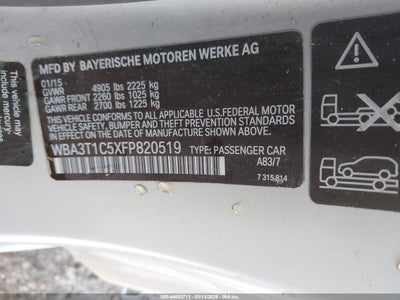 MFD BY BAYERISCHE MOTOREN WERKE AG
01/15
GVWR 4905 lbs 2225 kg
GAWR FRONT 2260 lbs 1025 kg
GAWR REAR 2700 lbs 1225 kg
THIS VEHICLE CONFORMS TO ALL APPLICABLE U.S.FEDERAL MOTOR
VEHICLE SAFETY, BUMPER, AND THEFT PREVENTION
STANDARDS IN EFFECT ON THE DATE OF MANUFACTURE SHOWN ABOVE.
WBA3T1C5XFP820519 TYPE: PASSENGER CAR
A83/7
7 315 814